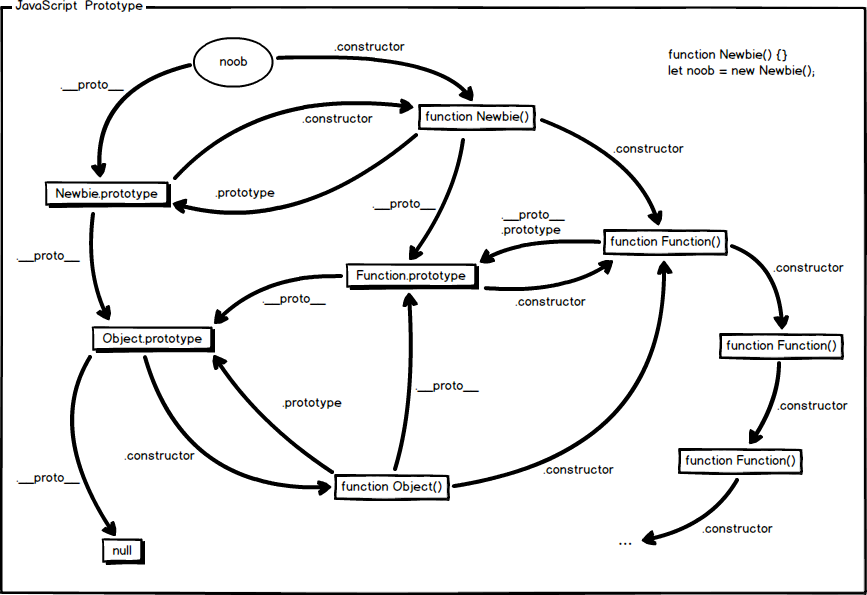 JavaScript Prototype
noob
.constructor
function Newbie() {}
let noob = new Newbie();
.__proto__
.constructor
function Newbie()
.constructor
Newbie.prototype
.prototype
.__proto__
.__proto__
.prototype
function Function()
.__proto__
Function.prototype
.constructor
.__proto__
.constructor
Object.prototype
function Function()
.__proto__
.prototype
.constructor
.constructor
function Function()
.constructor
.__proto__
function Object()
.constructor
...
null